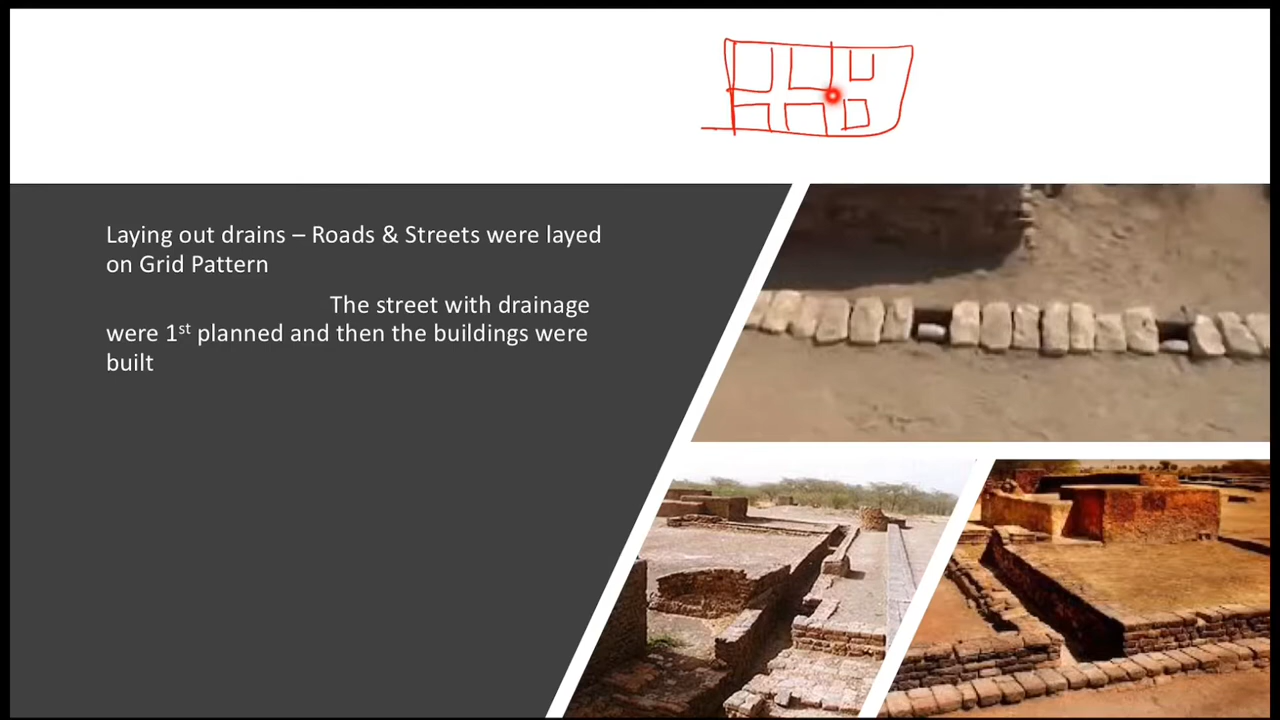 Laying out drains – Roads & Streets were layed
on Grid Pattern
The street with drainage
were 1st planned and then the buildings were
built